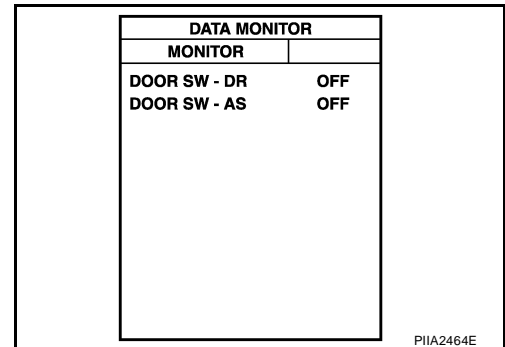 DATA MONITOR
MONITOR
DOOR SW - DR OFF
DOOR SW - AS OFF
PIIA2464E